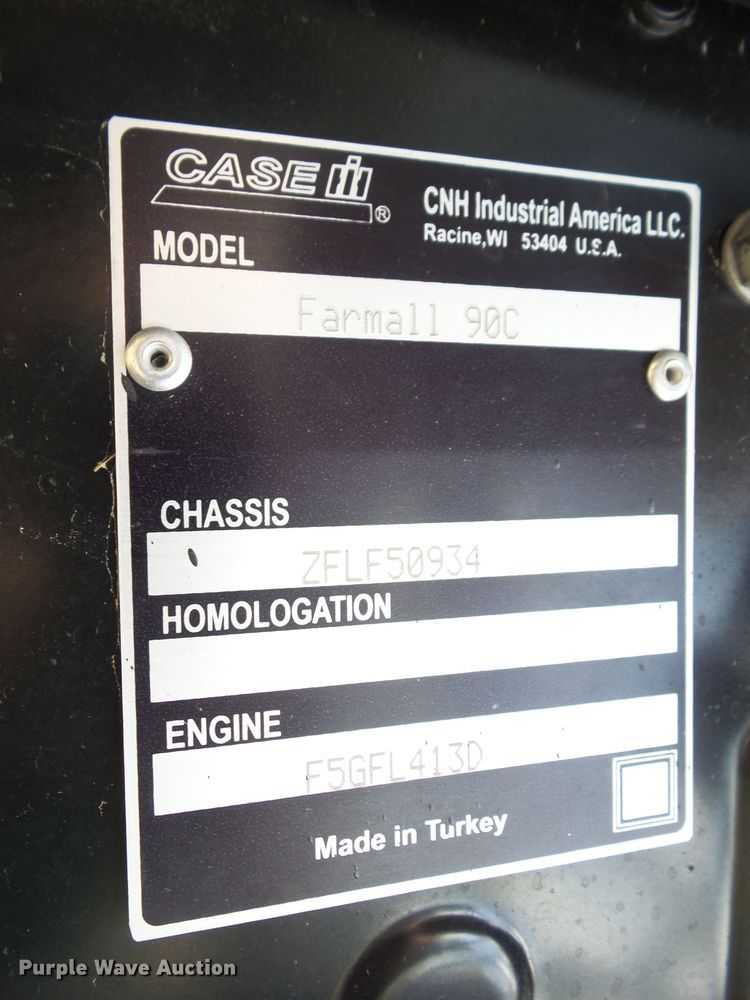 CASE IH ®
CNH Industrial America LLC.
Racine,WI 53404 U.S.A.
MODEL
Farmall 90C
CHASSIS
ZFLF50934
HOMOLOGATION
ENGINE
F5GFL413D
Made in Turkey
Purple Wave Auction